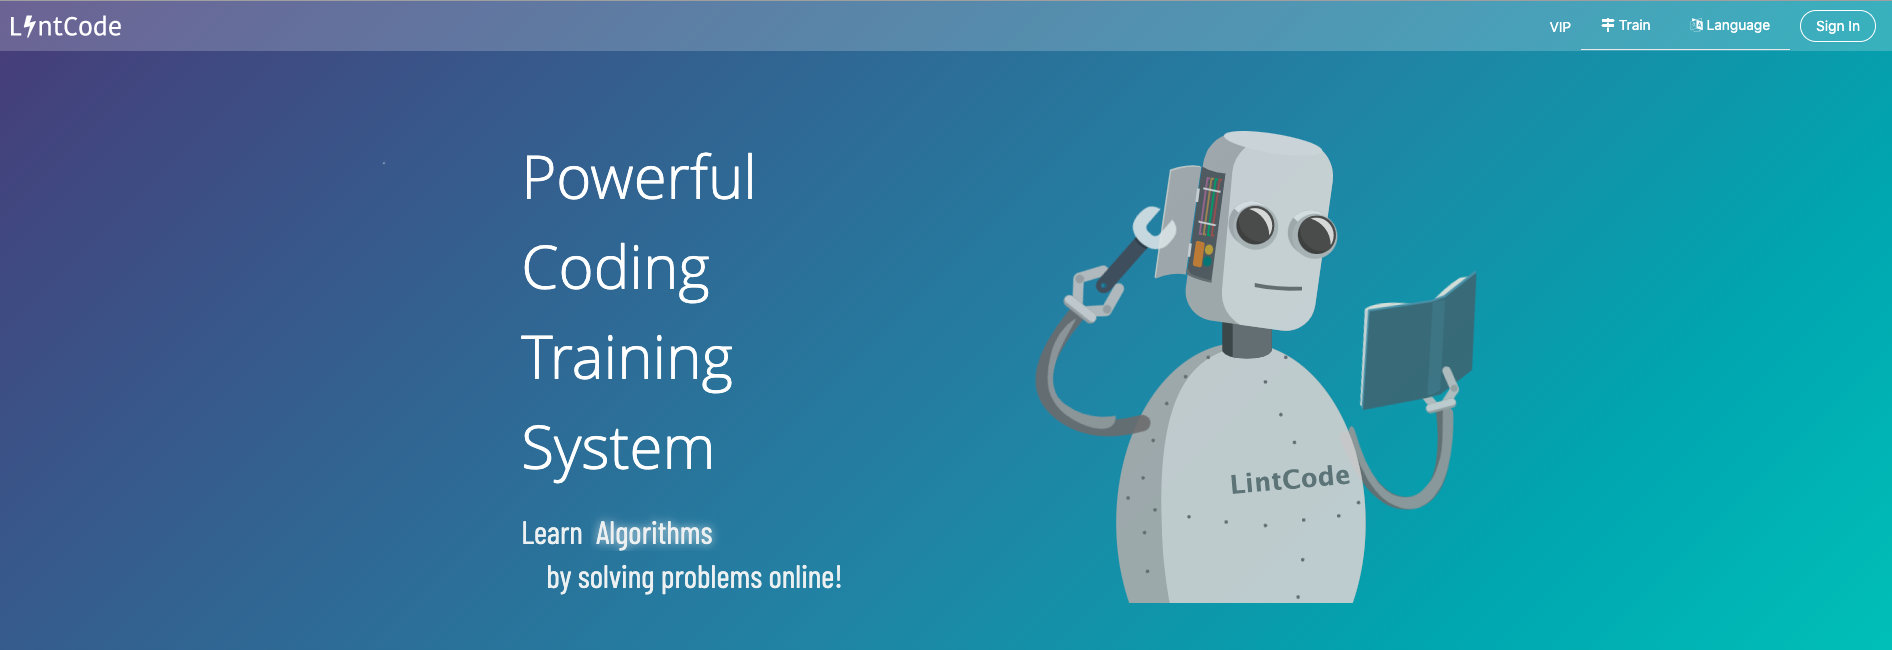 LintCode
VIP Train Language Sign In
Powerful
Coding
Training
System
Learn Algorithms
by solving problems online!
LintCode